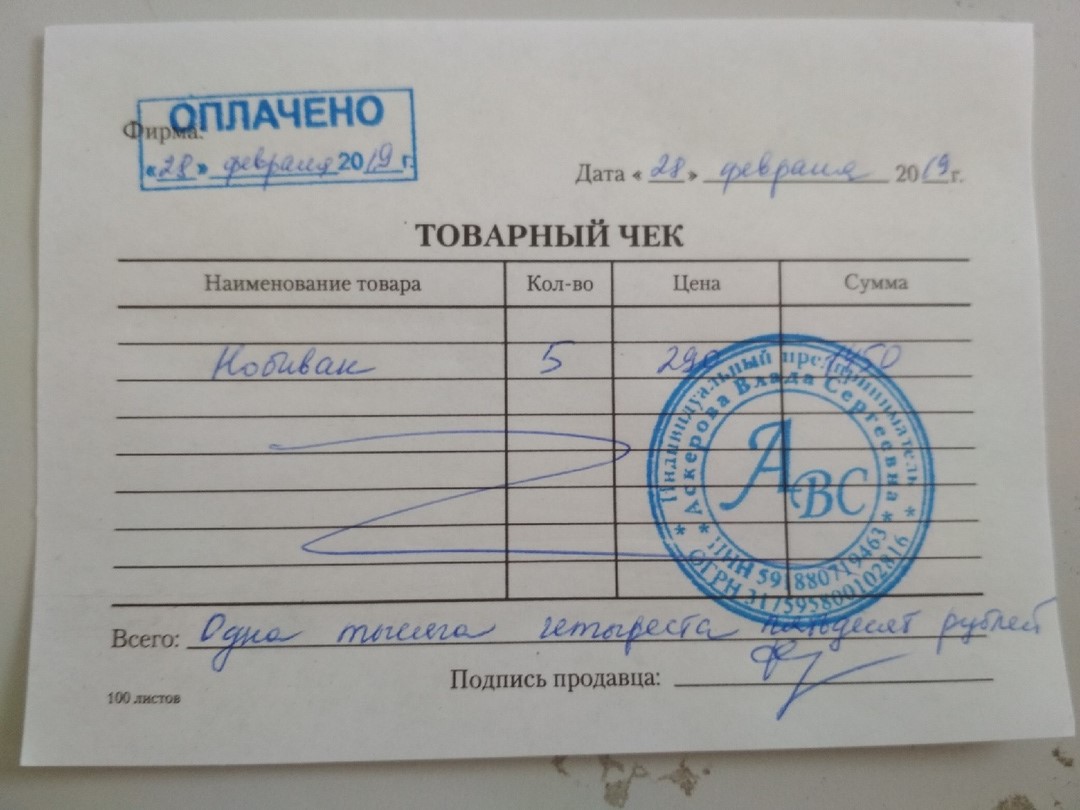 ОПЛАЧЕНО
Фирма:
«28» февраля 2019 г.
Дата «28» февраля 2019 г.
ТОВАРНЫЙ ЧЕК
Наименование товара Кол-во Цена Сумма
Нобивак 5 290 1450
Индивидуальный предприниматель
Аскерова Влада Сергеевна
АВС
* ИНН 591880719463 *
* ОГРН 317595800102816 *
Всего: Одна тысяча четыреста пятьдесят рублей
Подпись продавца:
100 листов